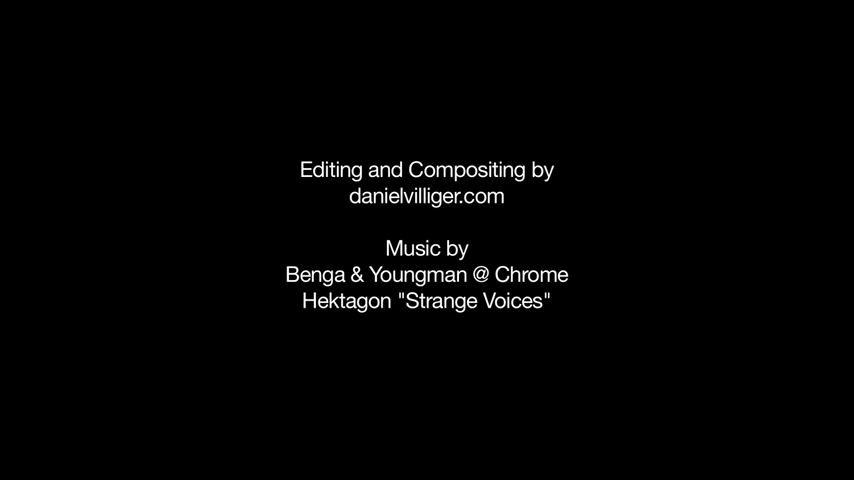 Editing and Compositing by
danielvilliger.com
Music by
Benga & Youngman @ Chrome
Hektagon "Strange Voices"